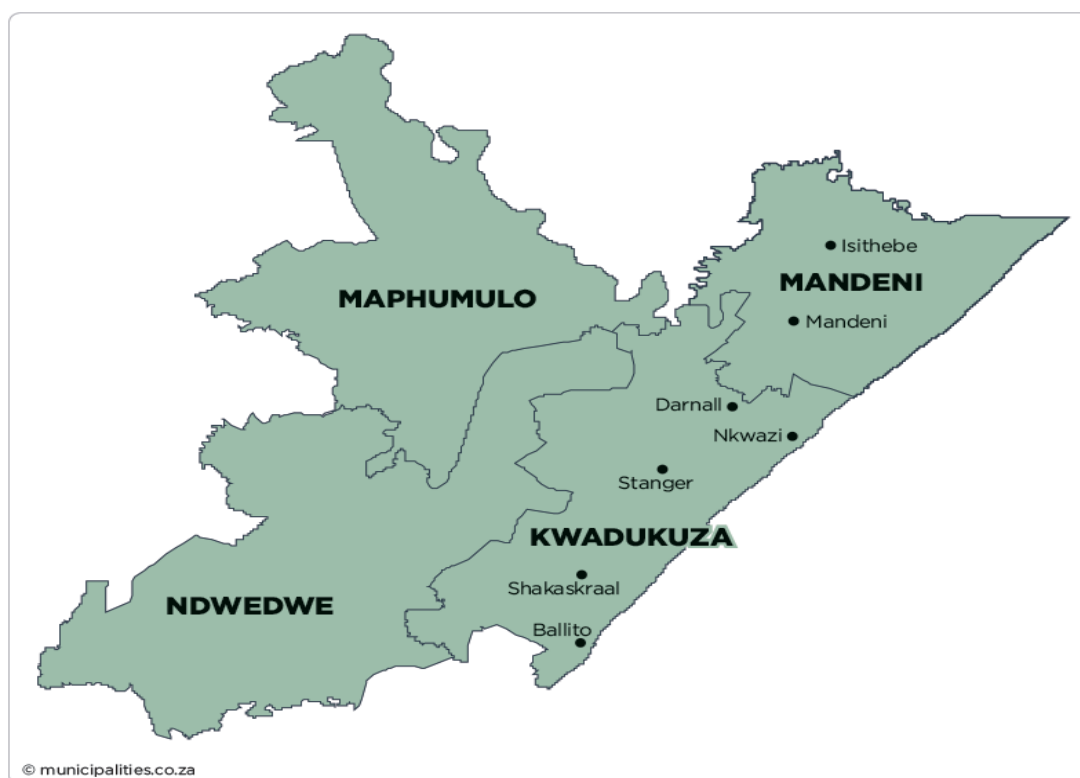 Isithebe
MANDENI
MAPHUMULO
Mandeni
Darnall
Nkwazi
Stanger
KWADUKUZA
Shakaskraal
NDWEDWE
Ballito
© municipalities.co.za